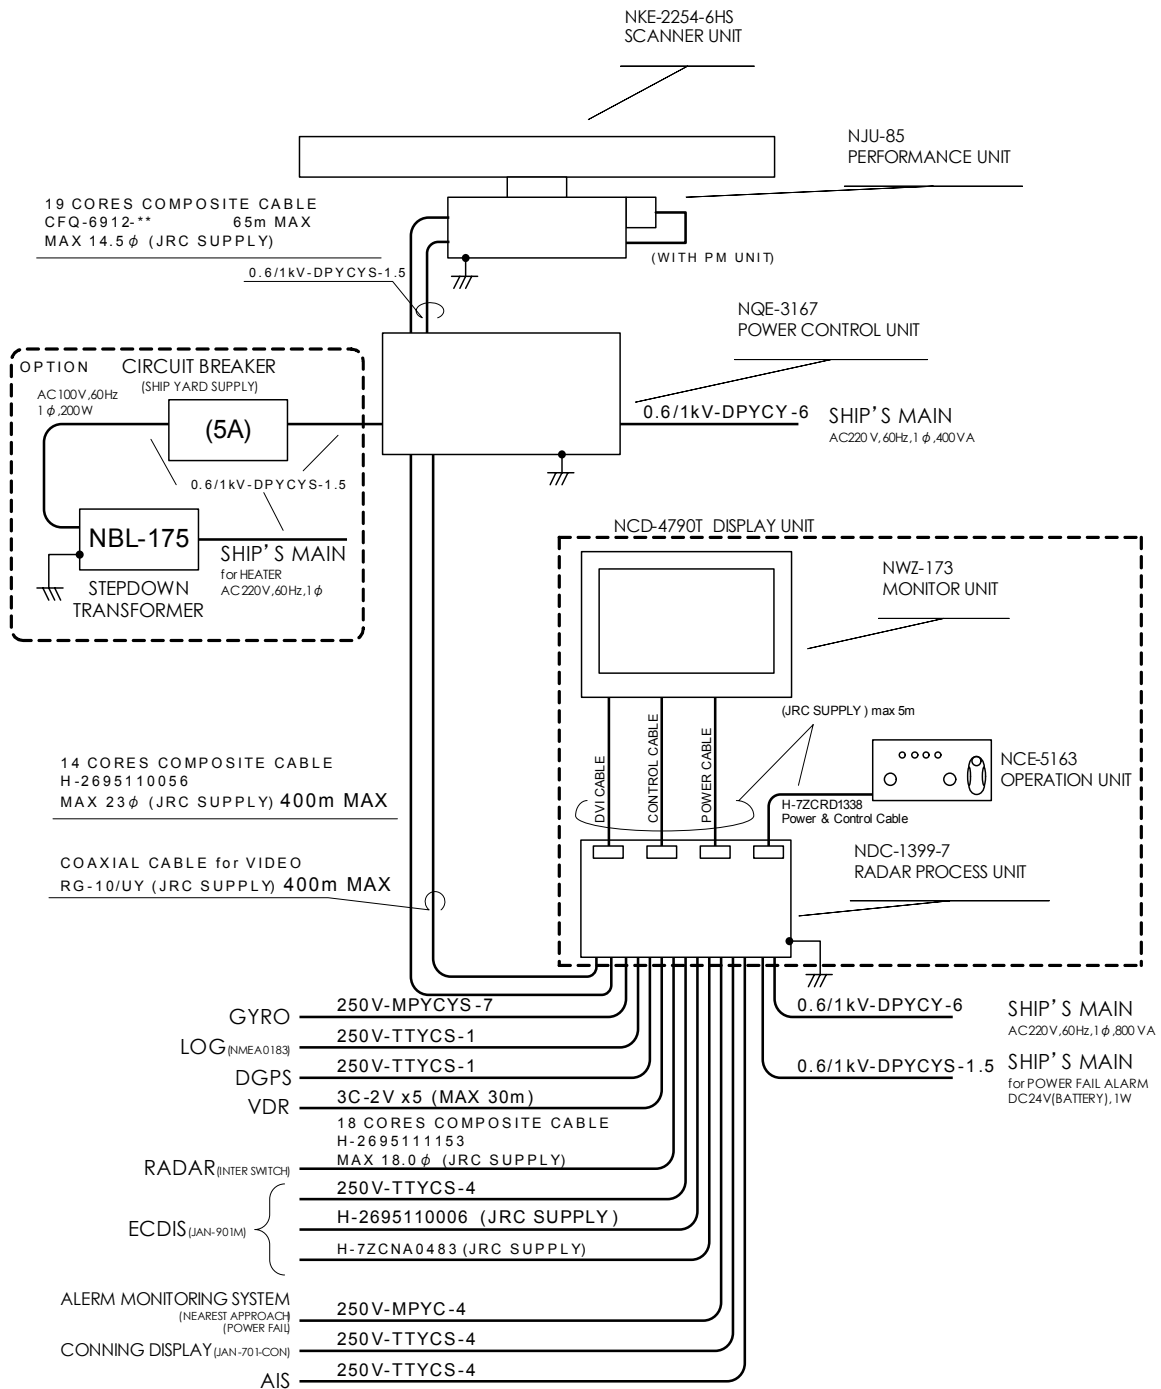 NKE-2254-6HS
SCANNER UNIT
NJU-85
PERFORMANCE UNIT
19 CORES COMPOSITE CABLE
CFQ-6912-** 65m MAX
MAX 14.5φ (JRC SUPPLY)
(WITH PM UNIT)
0.6/1kV-DPYCYS-1.5
NQE-3167
POWER CONTROL UNIT
OPTION
CIRCUIT BREAKER
(SHIP YARD SUPPLY)
AC100V,60Hz
1φ,200W
(5A)
0.6/1kV-DPYCY-6
SHIP'S MAIN
AC220V,60Hz,1φ,400VA
0.6/1kV-DPYCYS-1.5
NBL-175
SHIP'S MAIN
for HEATER
AC220V,60Hz,1φ
STEPDOWN
TRANSFORMER
NCD-4790T DISPLAY UNIT
NWZ-173
MONITOR UNIT
(JRC SUPPLY) max 5m
DVI CABLE
CONTROL CABLE
POWER CABLE
NCE-5163
OPERATION UNIT
H-7ZCRD1338
Power & Control Cable
14 CORES COMPOSITE CABLE
H-2695110056
MAX 23φ (JRC SUPPLY) 400m MAX
NDC-1399-7
RADAR PROCESS UNIT
COAXIAL CABLE for VIDEO
RG-10/UY (JRC SUPPLY) 400m MAX
GYRO 250V-MPYCYS-7
LOG(NMEA0183) 250V-TTYCS-1
DGPS 250V-TTYCS-1
VDR 3C-2V x5 (MAX 30m)
0.6/1kV-DPYCY-6
SHIP'S MAIN
AC220V,60Hz,1φ,800VA
0.6/1kV-DPYCYS-1.5
SHIP'S MAIN
for POWER FAIL ALARM
DC24V(BATTERY),1W
18 CORES COMPOSITE CABLE
H-2695111153
MAX 18.0φ (JRC SUPPLY)
RADAR(INTER SWITCH)
250V-TTYCS-4
ECDIS(JAN-901M)
H-2695110006 (JRC SUPPLY)
H-7ZCNA0483 (JRC SUPPLY)
ALERM MONITORING SYSTEM
(NEAREST APPROACH)
(POWER FAIL)
250V-MPYC-4
CONNING DISPLAY(JAN-701-CON) 250V-TTYCS-4
AIS 250V-TTYCS-4